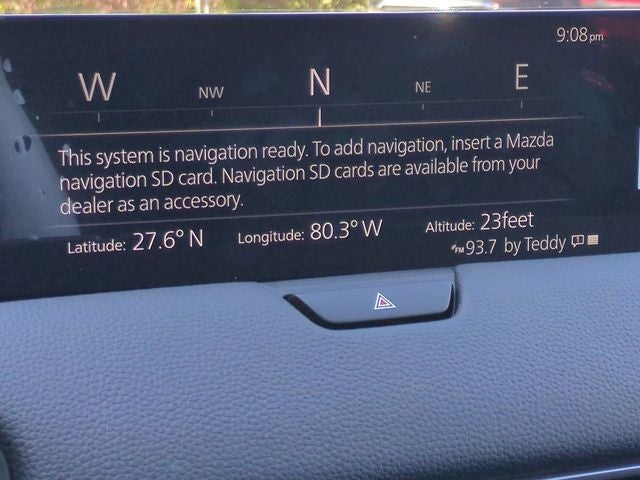 9:08pm
W NW N NE E
This system is navigation ready. To add navigation, insert a Mazda
navigation SD card. Navigation SD cards are available from your
dealer as an accessory.
Latitude: 27.6° N Longitude: 80.3° W Altitude: 23feet
FM 93.7 by Teddy